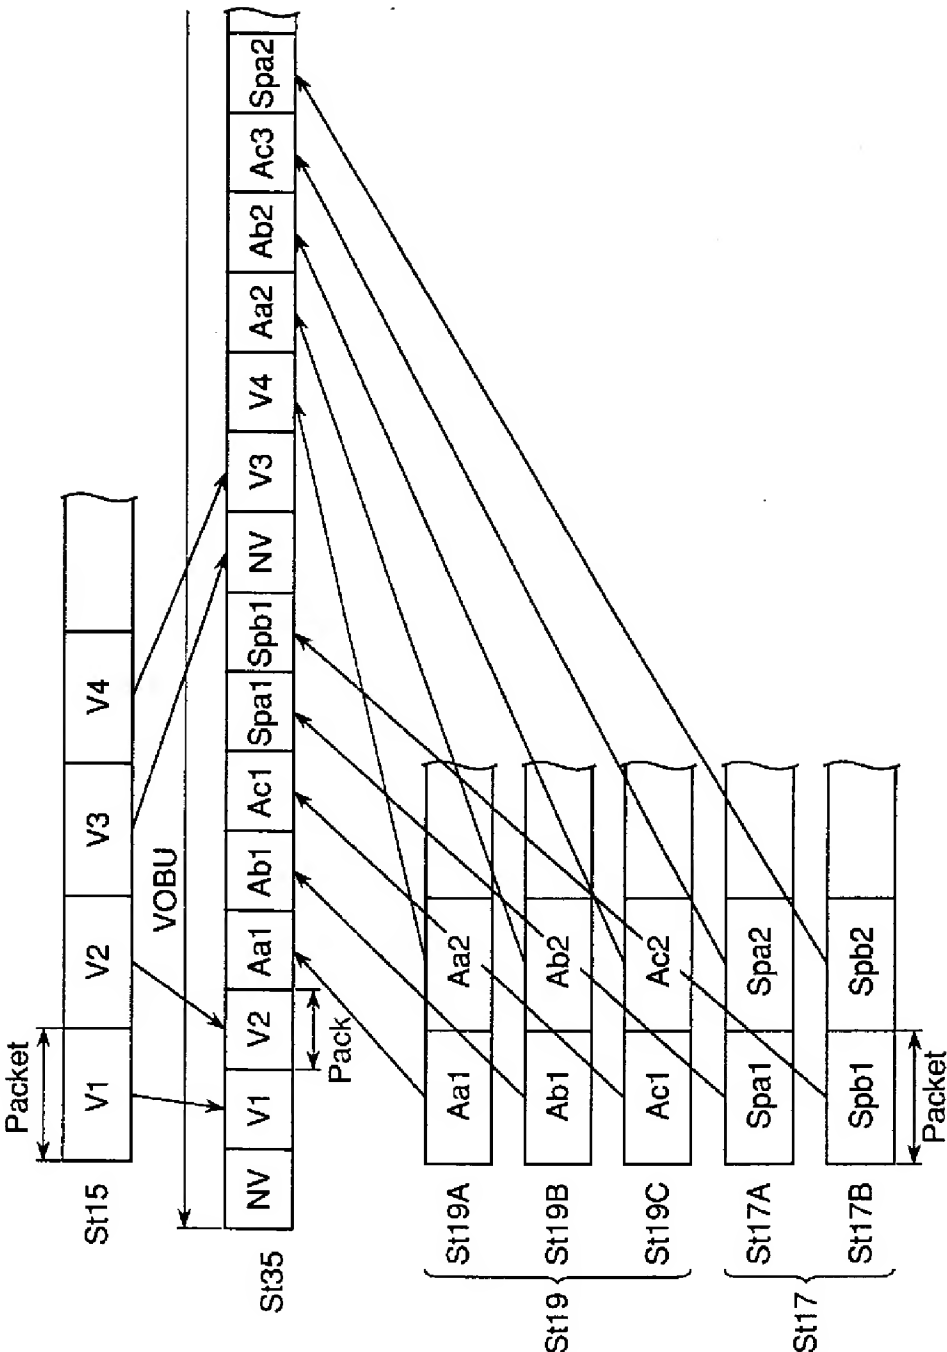 Packet
St15 V1 V2 V3 V4
VOBU
St35 NV V1 V2 Aa1 Ab1 Ac1 Spa1 Spb1 NV V3 V4 Aa2 Ab2 Ac3 Spa2
Pack
St19
St19A Aa1 Aa2
St19B Ab1 Ab2
St19C Ac1 Ac2
St17
St17A Spa1 Spa2
St17B Spb1 Spb2
Packet